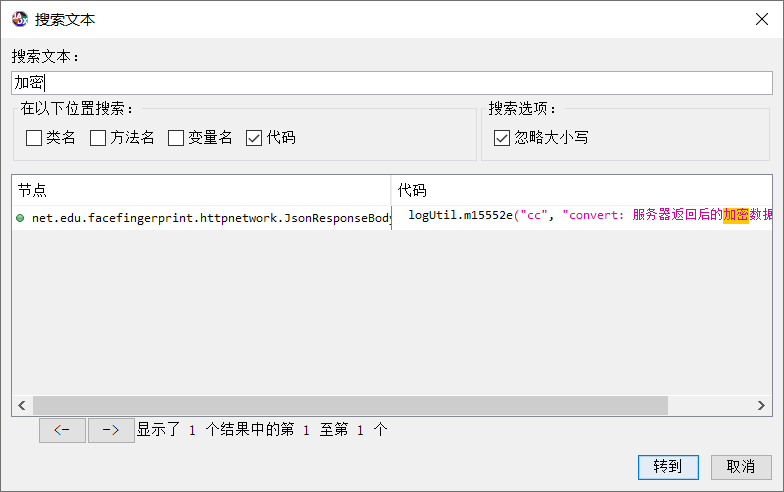 搜索文本
搜索文本：
加密
在以下位置搜索：
搜索选项：
类名 方法名 变量名 代码
忽略大小写
节点 代码
net.edu.facefingerprint.httpnetwork.JsonResponseBody logUtil.m15552e("cc", "convert: 服务器返回后的加密数据
<- -> 显示了 1 个结果中的第 1 至第 1 个
转到 取消